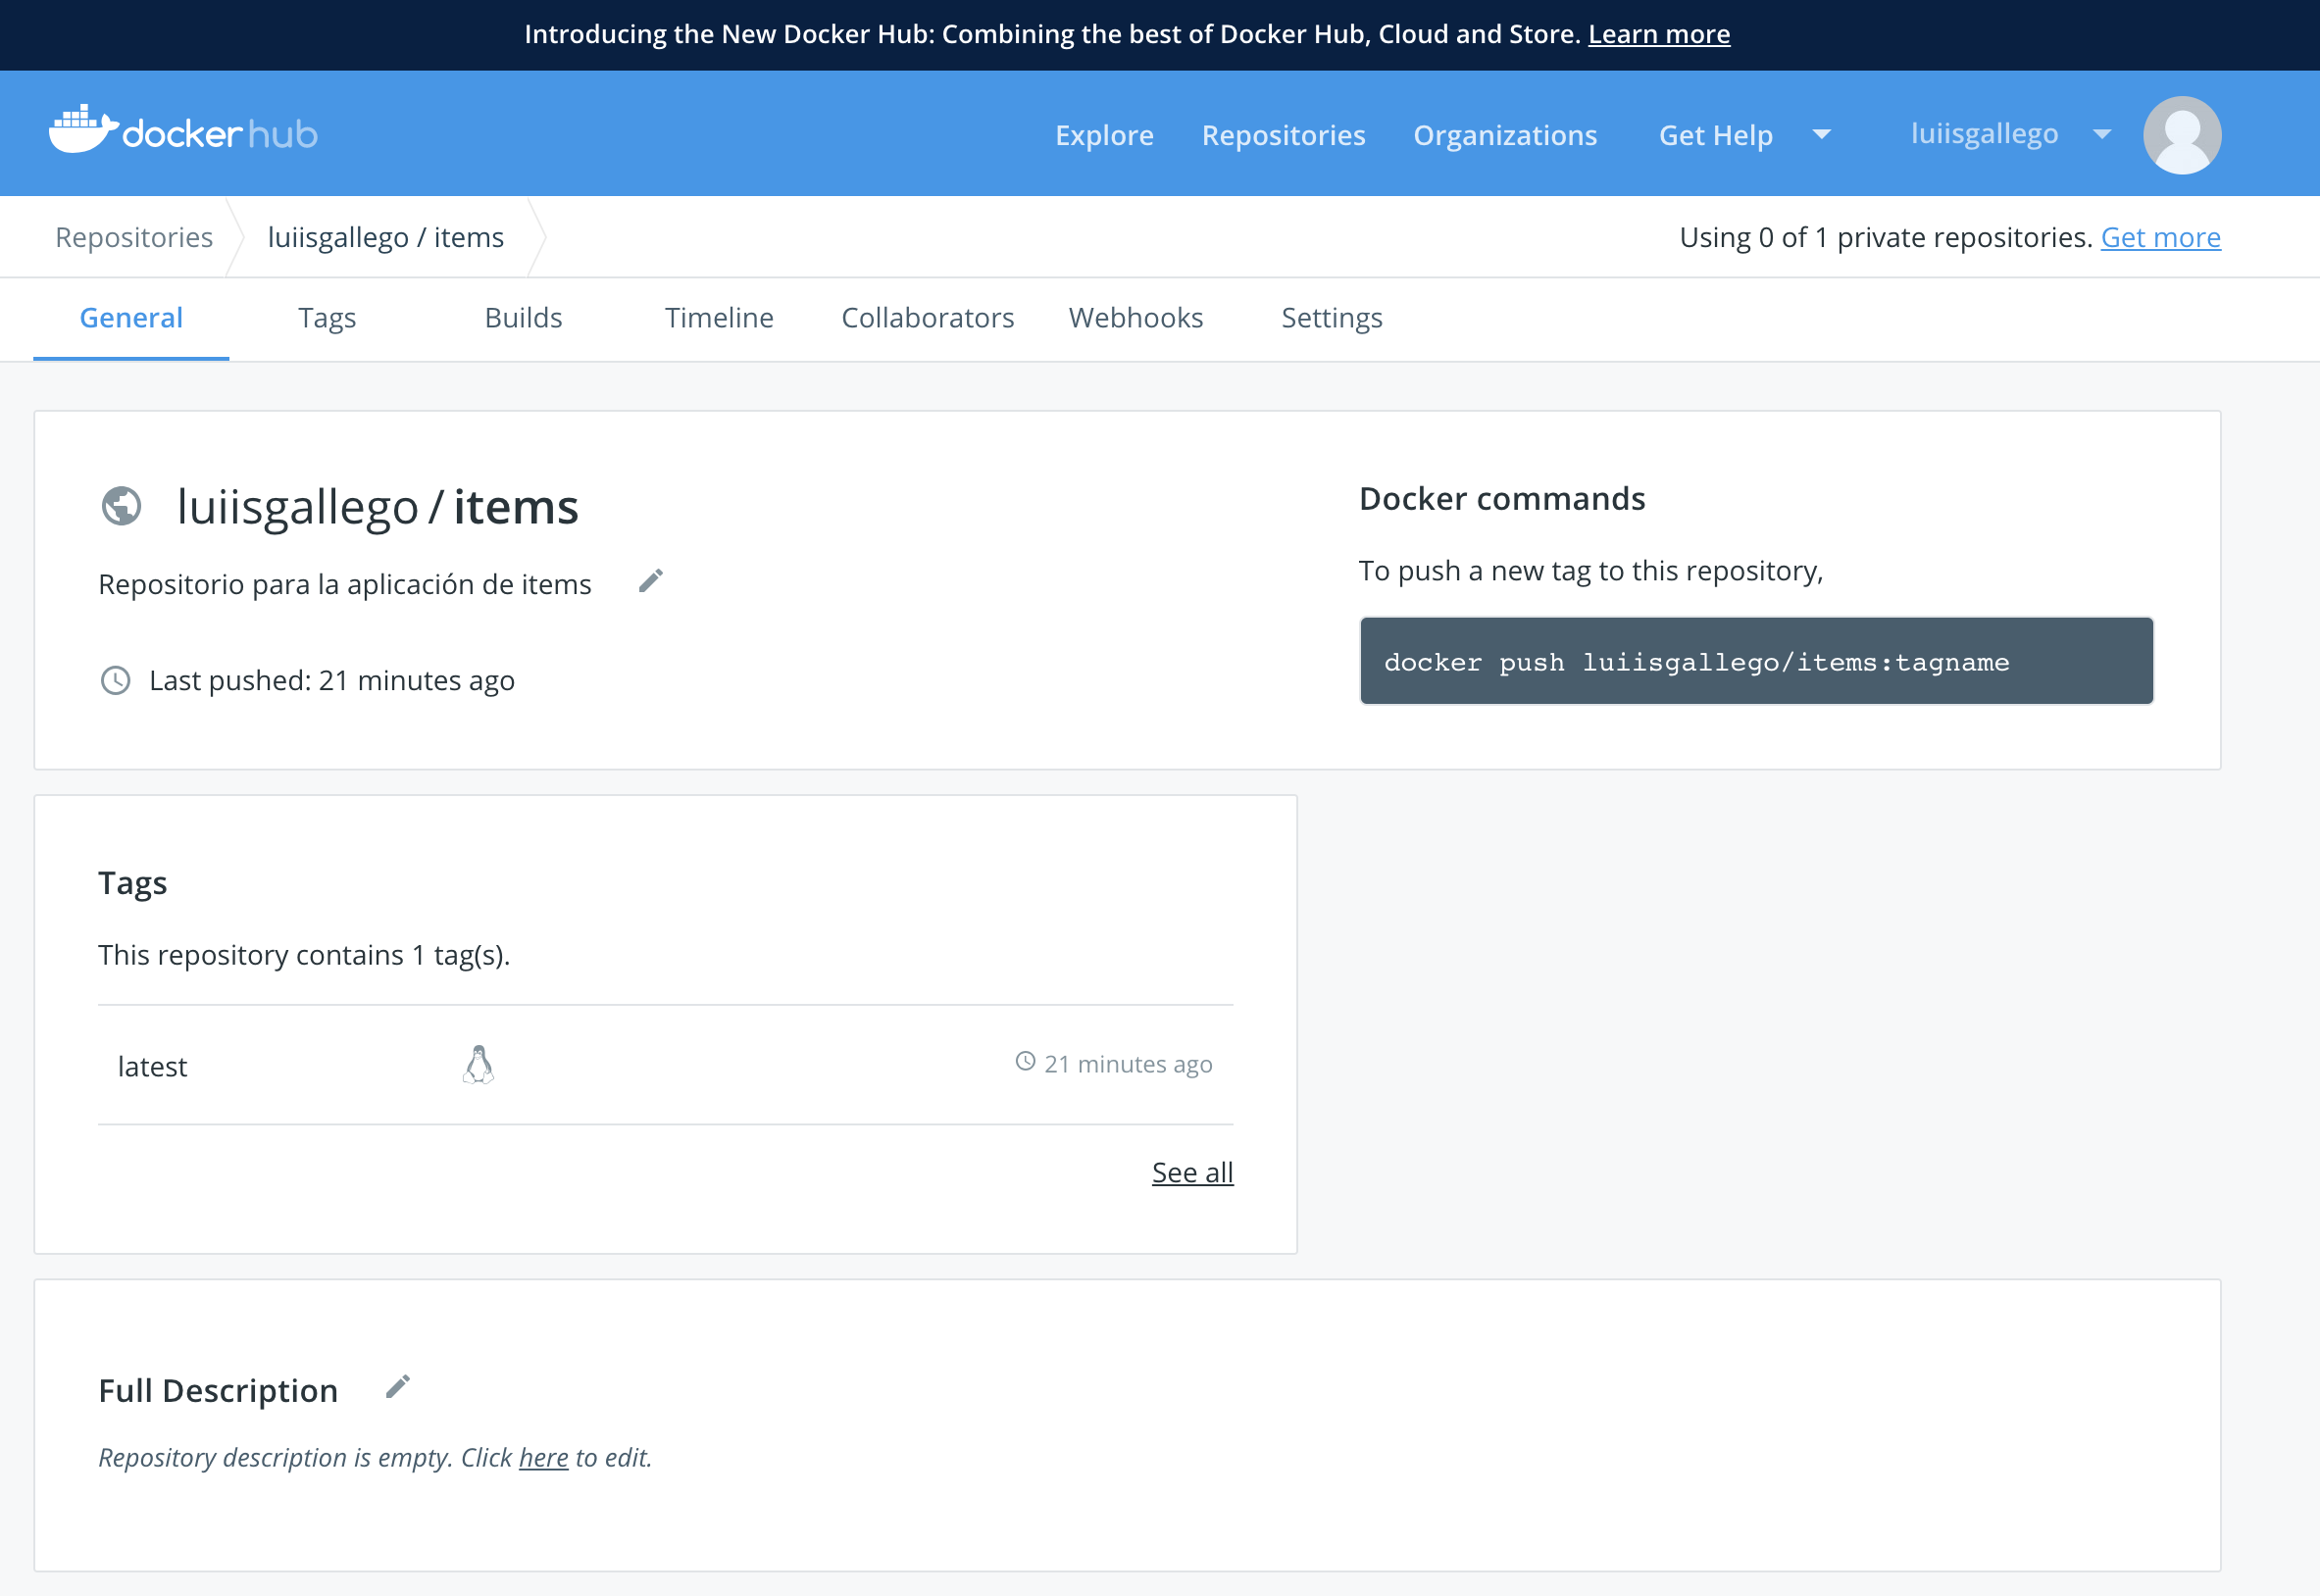 Introducing the New Docker Hub: Combining the best of Docker Hub, Cloud and Store. Learn more
dockerhub
Explore Repositories Organizations Get Help luiisgallego
Repositories luiisgallego / items Using 0 of 1 private repositories. Get more
General Tags Builds Timeline Collaborators Webhooks Settings
luiisgallego / items
Repositorio para la aplicación de items
Last pushed: 21 minutes ago
Docker commands
To push a new tag to this repository,
docker push luiisgallego/items:tagname
Tags
This repository contains 1 tag(s).
latest 21 minutes ago
See all
Full Description
Repository description is empty. Click here to edit.